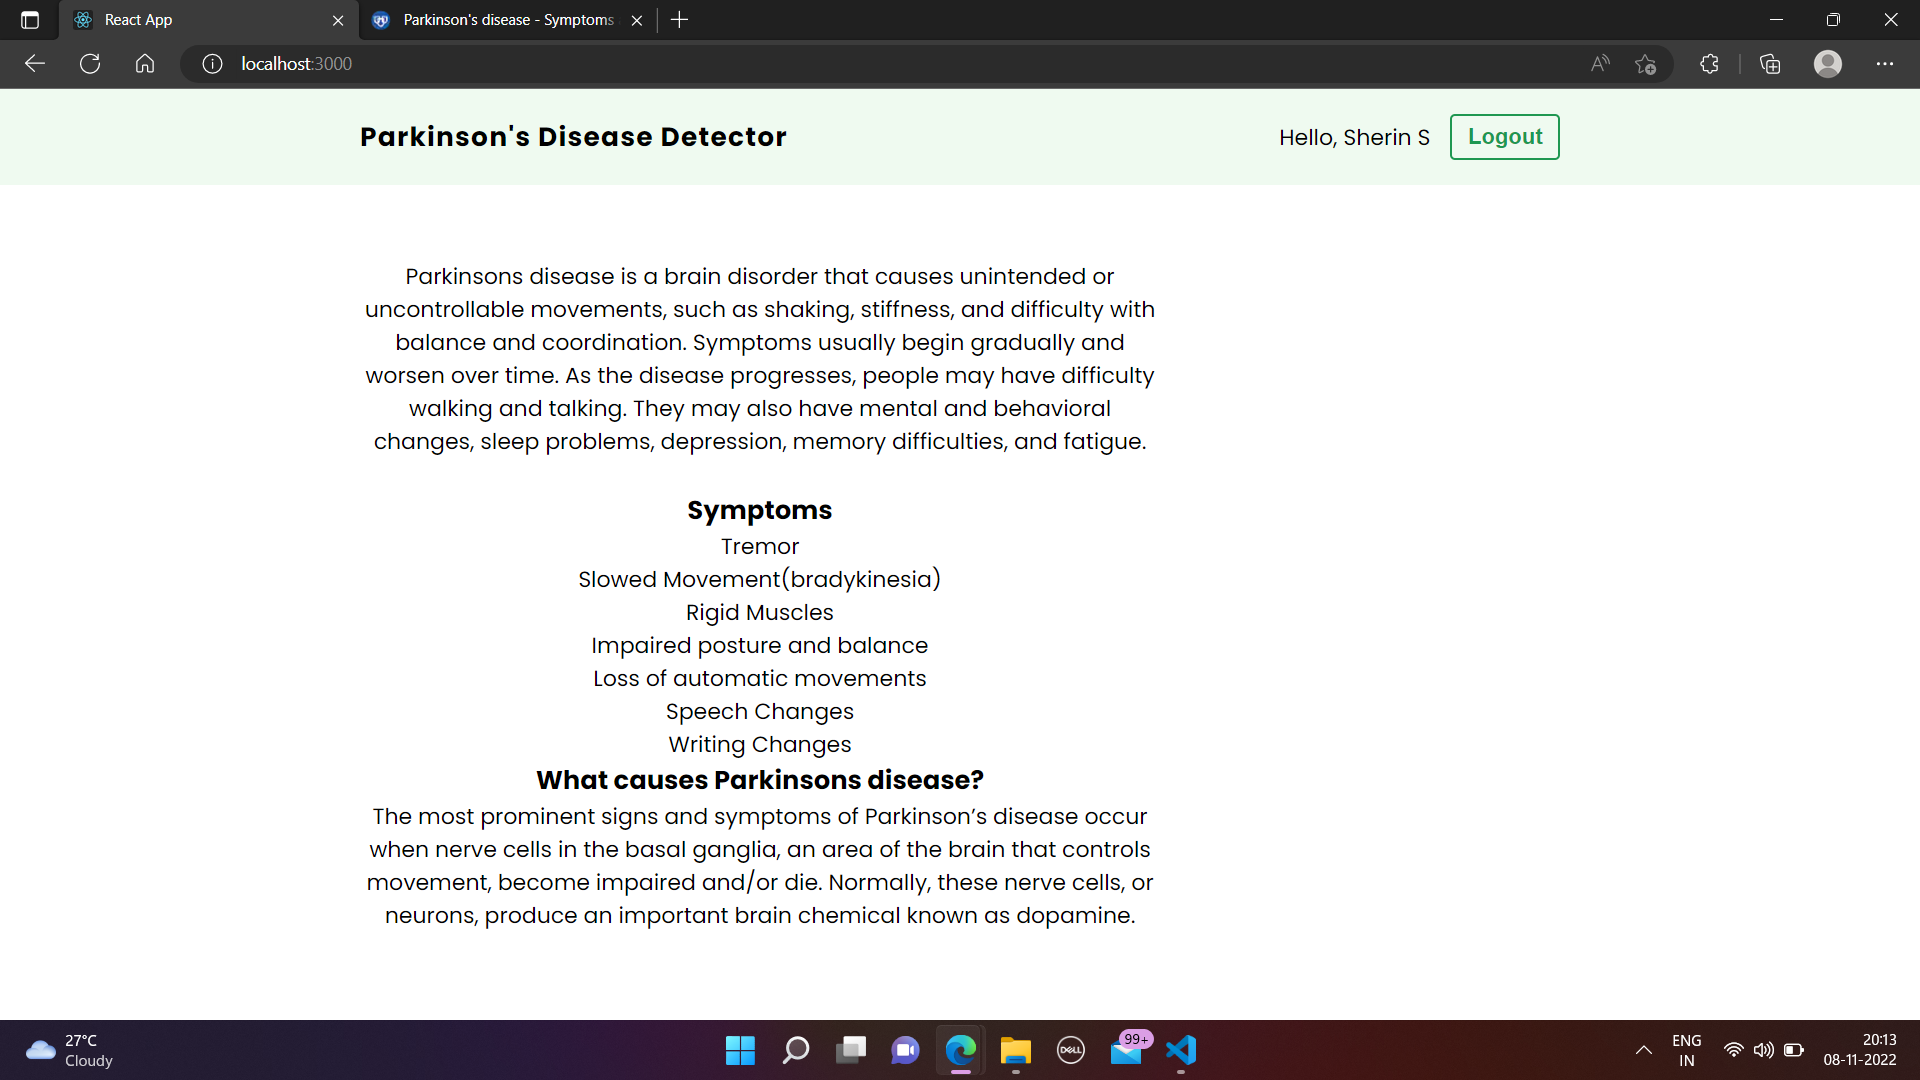 React App
Parkinson's disease - Symptoms
localhost:3000
Parkinson's Disease Detector
Hello, Sherin S
Logout
Parkinsons disease is a brain disorder that causes unintended or
uncontrollable movements, such as shaking, stiffness, and difficulty with
balance and coordination. Symptoms usually begin gradually and
worsen over time. As the disease progresses, people may have difficulty
walking and talking. They may also have mental and behavioral
changes, sleep problems, depression, memory difficulties, and fatigue.
Symptoms
Tremor
Slowed Movement(bradykinesia)
Rigid Muscles
Impaired posture and balance
Loss of automatic movements
Speech Changes
Writing Changes
What causes Parkinsons disease?
The most prominent signs and symptoms of Parkinson’s disease occur
when nerve cells in the basal ganglia, an area of the brain that controls
movement, become impaired and/or die. Normally, these nerve cells, or
neurons, produce an important brain chemical known as dopamine.
27°C
Cloudy
DELL
99+
ENG
IN
20:13
08-11-2022